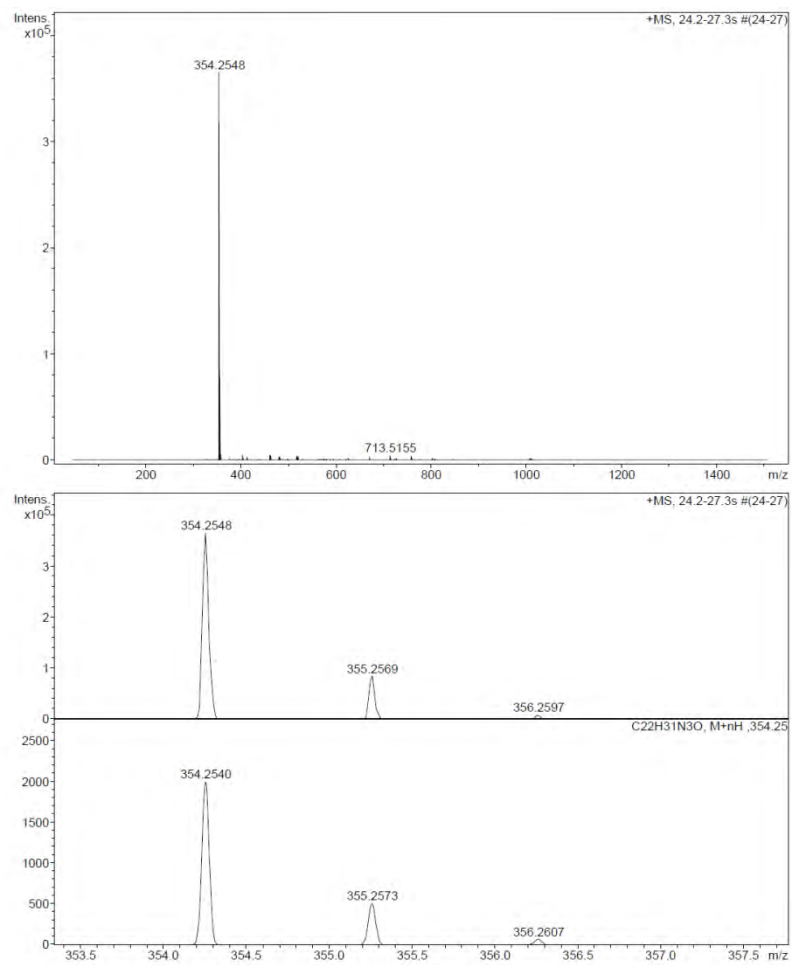 Intens.
x10⁵
+MS, 24.2-27.3s #(24-27)
354.2548
3
2
1
713.5155
0
200 400 600 800 1000 1200 1400 m/z
Intens.
x10⁵
+MS, 24.2-27.3s #(24-27)
354.2548
3
2
355.2569
1
356.2597
0
C22H31N3O, M+nH ,354.25
2500
354.2540
2000
1500
1000
355.2573
500
356.2607
0
353.5 354.0 354.5 355.0 355.5 356.0 356.5 357.0 357.5 m/z